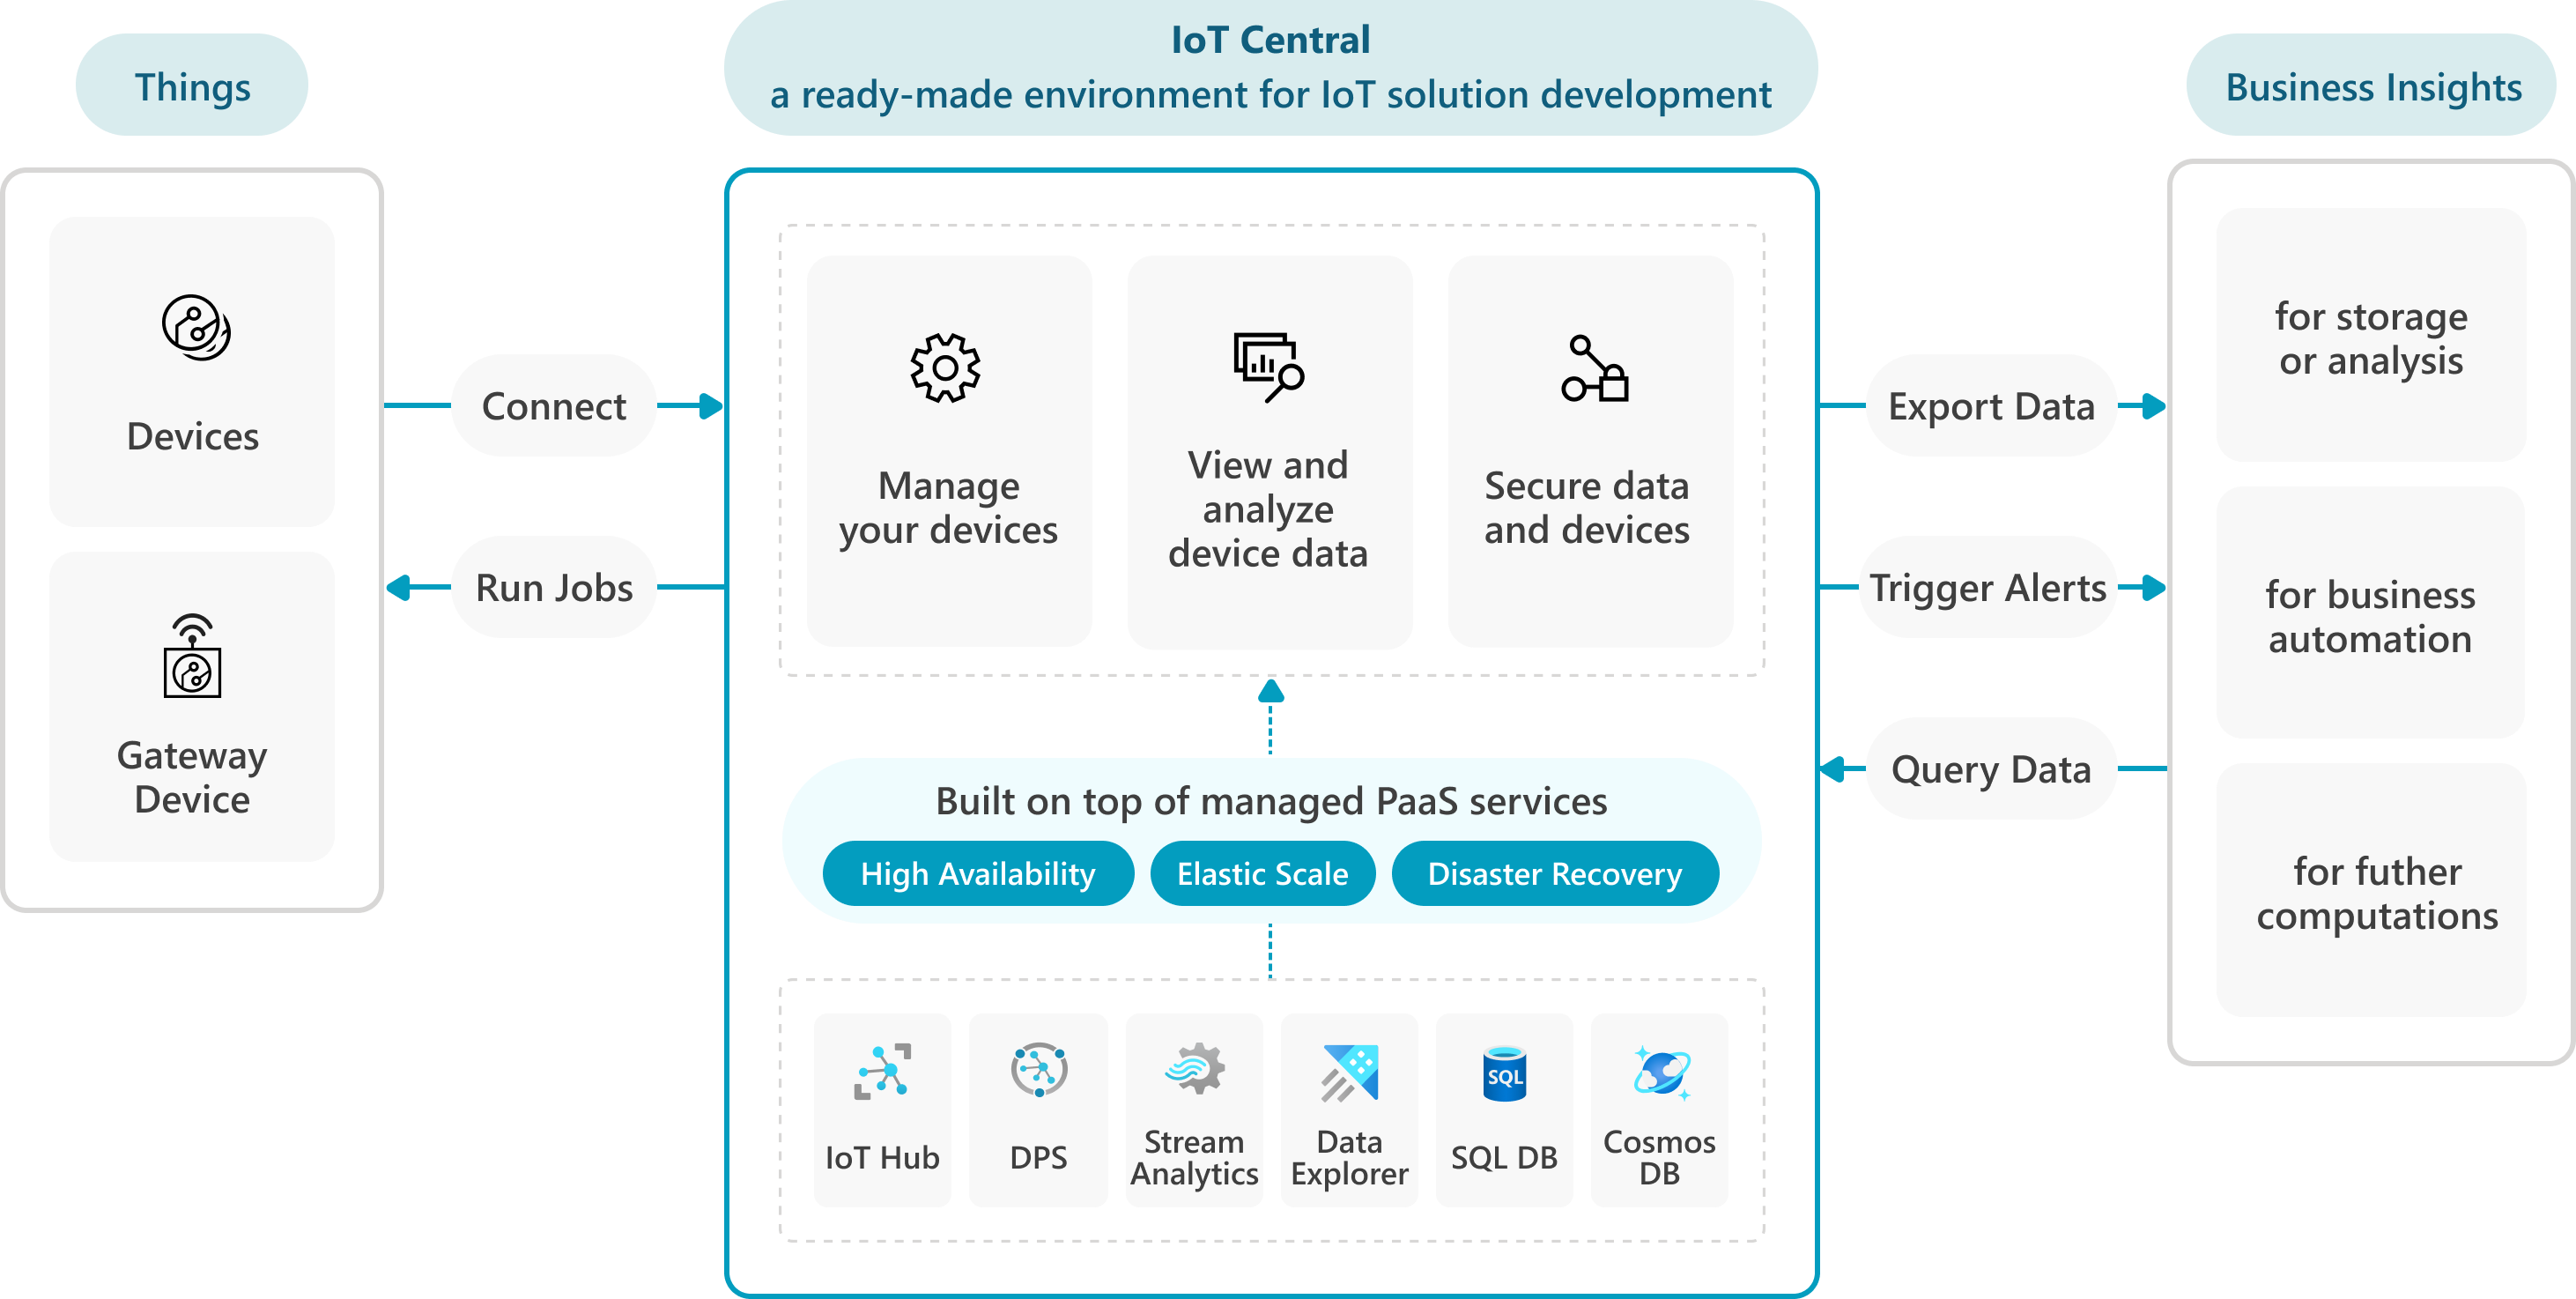 Things
IoT Central
a ready-made environment for IoT solution development
Business Insights
Devices
Gateway
Device
Connect
Run Jobs
Manage
your devices
View and
analyze
device data
Secure data
and devices
Built on top of managed PaaS services
High Availability
Elastic Scale
Disaster Recovery
IoT Hub
DPS
Stream
Analytics
Data
Explorer
SQL
SQL DB
Cosmos
DB
Export Data
Trigger Alerts
Query Data
for storage
or analysis
for business
automation
for futher
computations